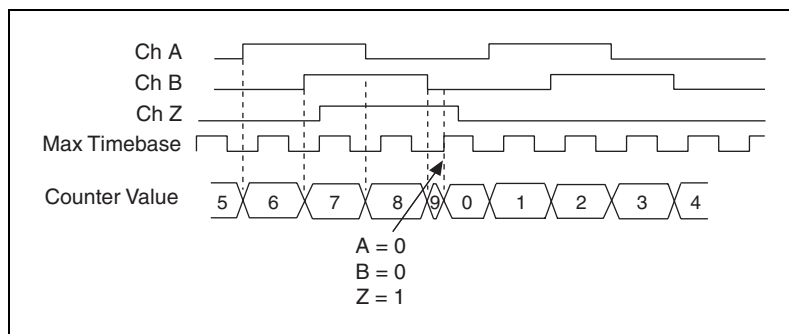 Ch A
Ch B
Ch Z
Max Timebase
Counter Value 5 6 7 8 9 0 1 2 3 4
A = 0
B = 0
Z = 1